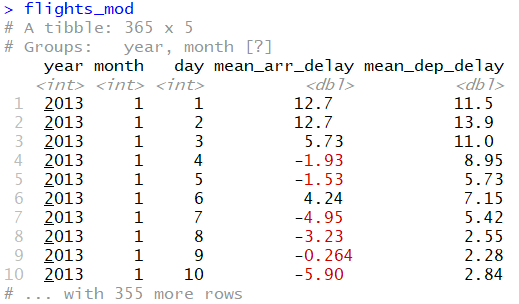 > flights_mod
# A tibble: 365 x 5
# Groups:   year, month [?]
    year month   day mean_arr_delay mean_dep_delay
   <int> <int> <int>          <dbl>          <dbl>
 1  2013     1     1         12.7            11.5
 2  2013     1     2         12.7            13.9
 3  2013     1     3          5.73           11.0
 4  2013     1     4         -1.93            8.95
 5  2013     1     5         -1.53            5.73
 6  2013     1     6          4.24            7.15
 7  2013     1     7         -4.95            5.42
 8  2013     1     8         -3.23            2.55
 9  2013     1     9         -0.264           2.28
10  2013     1    10         -5.90            2.84
# ... with 355 more rows